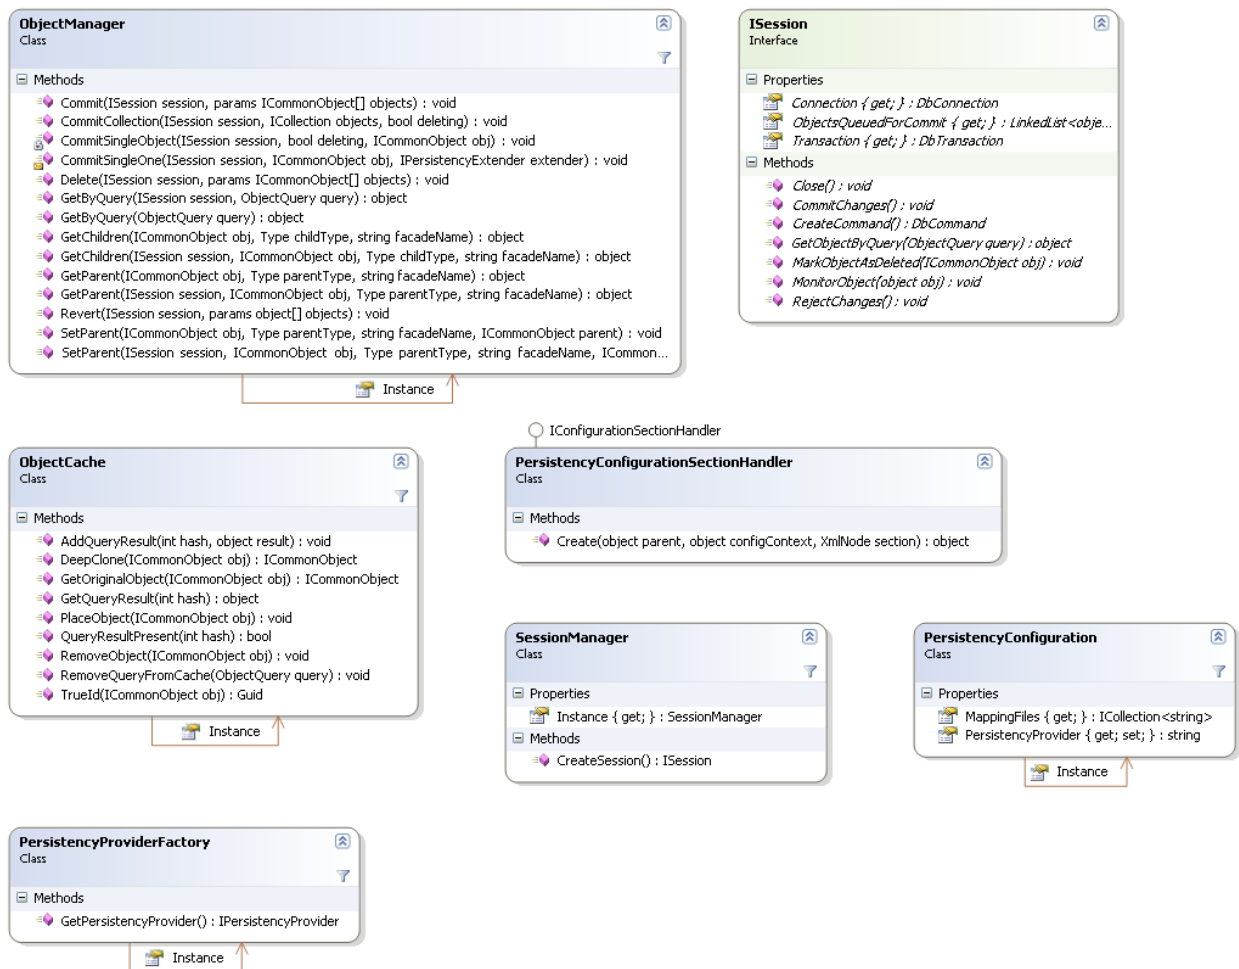 ObjectManager
Class
Methods
Commit(ISession session, params ICommonObject[] objects) : void
CommitCollection(ISession session, ICollection objects, bool deleting) : void
CommitSingleObject(ISession session, bool deleting, ICommonObject obj) : void
CommitSingleOne(ISession session, ICommonObject obj, IPersistencyExtender extender) : void
Delete(ISession session, params ICommonObject[] objects) : void
GetByQuery(ISession session, ObjectQuery query) : object
GetByQuery(ObjectQuery query) : object
GetChildren(ICommonObject obj, Type childType, string facadeName) : object
GetChildren(ISession session, ICommonObject obj, Type childType, string facadeName) : object
GetParent(ICommonObject obj, Type parentType, string facadeName) : object
GetParent(ISession session, ICommonObject obj, Type parentType, string facadeName) : object
Revert(ISession session, params object[] objects) : void
SetParent(ICommonObject obj, Type parentType, string facadeName, ICommonObject parent) : void
SetParent(ISession session, ICommonObject obj, Type parentType, string facadeName, ICommon...
Instance
ISession
Interface
Properties
Connection { get; } : DbConnection
ObjectsQueuedForCommit { get; } : LinkedList<obje...
Transaction { get; } : DbTransaction
Methods
Close() : void
CommitChanges() : void
CreateCommand() : DbCommand
GetObjectByQuery(ObjectQuery query) : object
MarkObjectAsDeleted(ICommonObject obj) : void
MonitorObject(object obj) : void
RejectChanges() : void
ObjectCache
Class
Methods
AddQueryResult(int hash, object result) : void
DeepClone(ICommonObject obj) : ICommonObject
GetOriginalObject(ICommonObject obj) : ICommonObject
GetQueryResult(int hash) : object
PlaceObject(ICommonObject obj) : void
QueryResultPresent(int hash) : bool
RemoveObject(ICommonObject obj) : void
RemoveQueryFromCache(ObjectQuery query) : void
TrueId(ICommonObject obj) : Guid
Instance
IConfigurationSectionHandler
PersistencyConfigurationSectionHandler
Class
Methods
Create(object parent, object configContext, XmlNode section) : object
SessionManager
Class
Properties
Instance { get; } : SessionManager
Methods
CreateSession() : ISession
PersistencyConfiguration
Class
Properties
MappingFiles { get; } : ICollection<string>
PersistencyProvider { get; set; } : string
Instance
PersistencyProviderFactory
Class
Methods
GetPersistencyProvider() : IPersistencyProvider
Instance